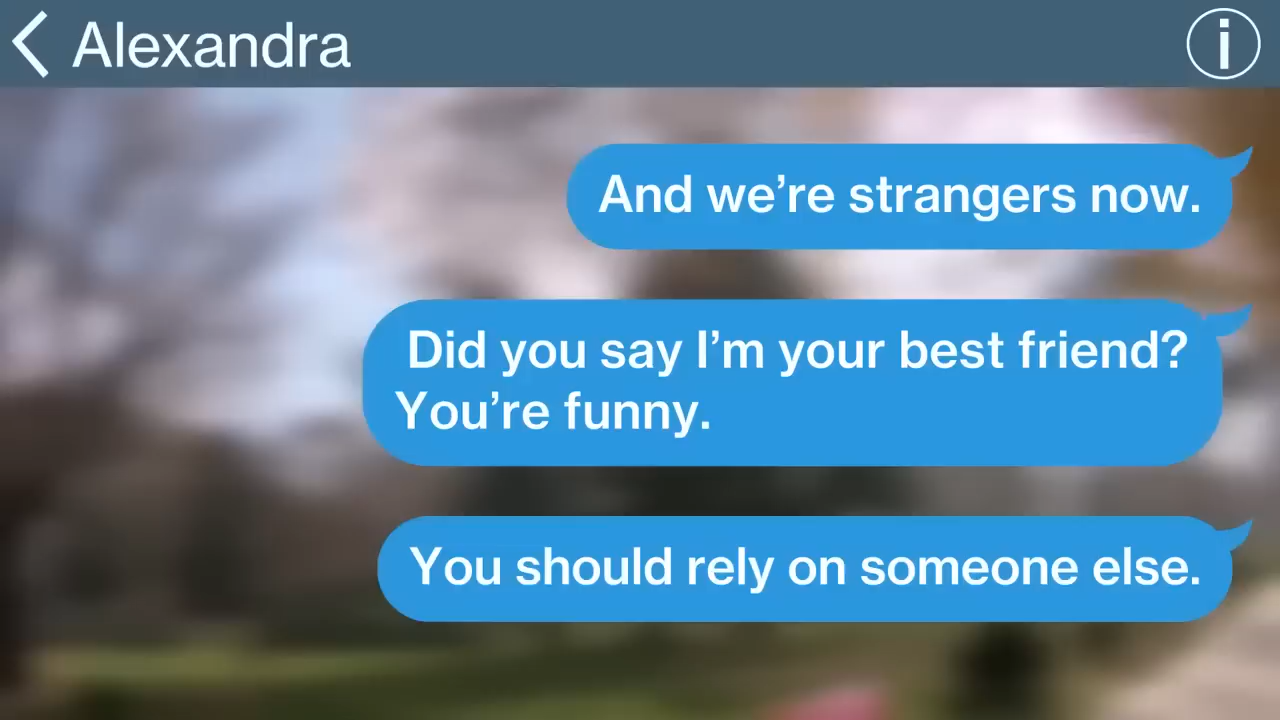 Alexandra
And we’re strangers now.
Did you say I’m your best friend?
You’re funny.
You should rely on someone else.